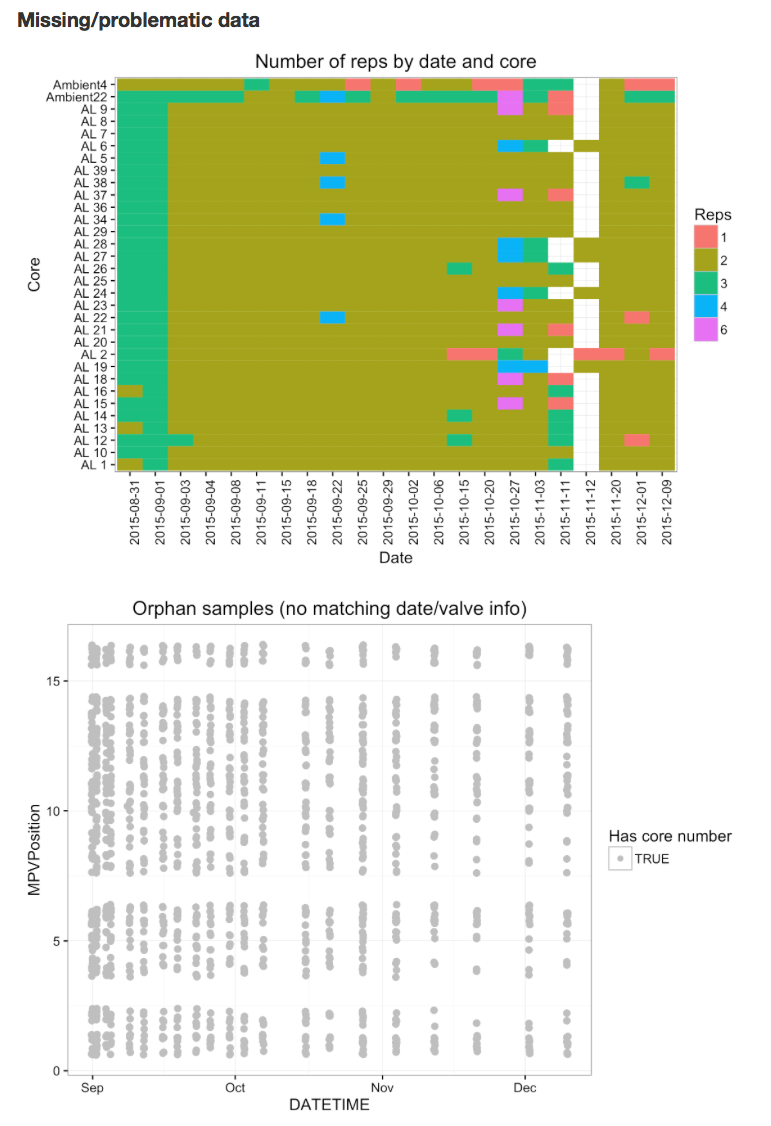 Missing/problematic data
Number of reps by date and core
Ambient4
Ambient22
AL 9
AL 8
AL 7
AL 6
AL 5
AL 39
AL 38
AL 37
AL 36
AL 34
AL 29
AL 28
AL 27
AL 26
AL 25
AL 24
AL 23
AL 22
AL 21
AL 20
AL 2
AL 19
AL 18
AL 16
AL 15
AL 14
AL 13
AL 12
AL 10
AL 1
Core
2015-08-31
2015-09-01
2015-09-03
2015-09-04
2015-09-08
2015-09-11
2015-09-15
2015-09-18
2015-09-22
2015-09-25
2015-09-29
2015-10-02
2015-10-06
2015-10-15
2015-10-20
2015-10-27
2015-11-03
2015-11-11
2015-11-12
2015-11-20
2015-12-01
2015-12-09
Date
Reps
1
2
3
4
6
Orphan samples (no matching date/valve info)
15
10
5
0
MPVPosition
Sep
Oct
Nov
Dec
DATETIME
Has core number
TRUE